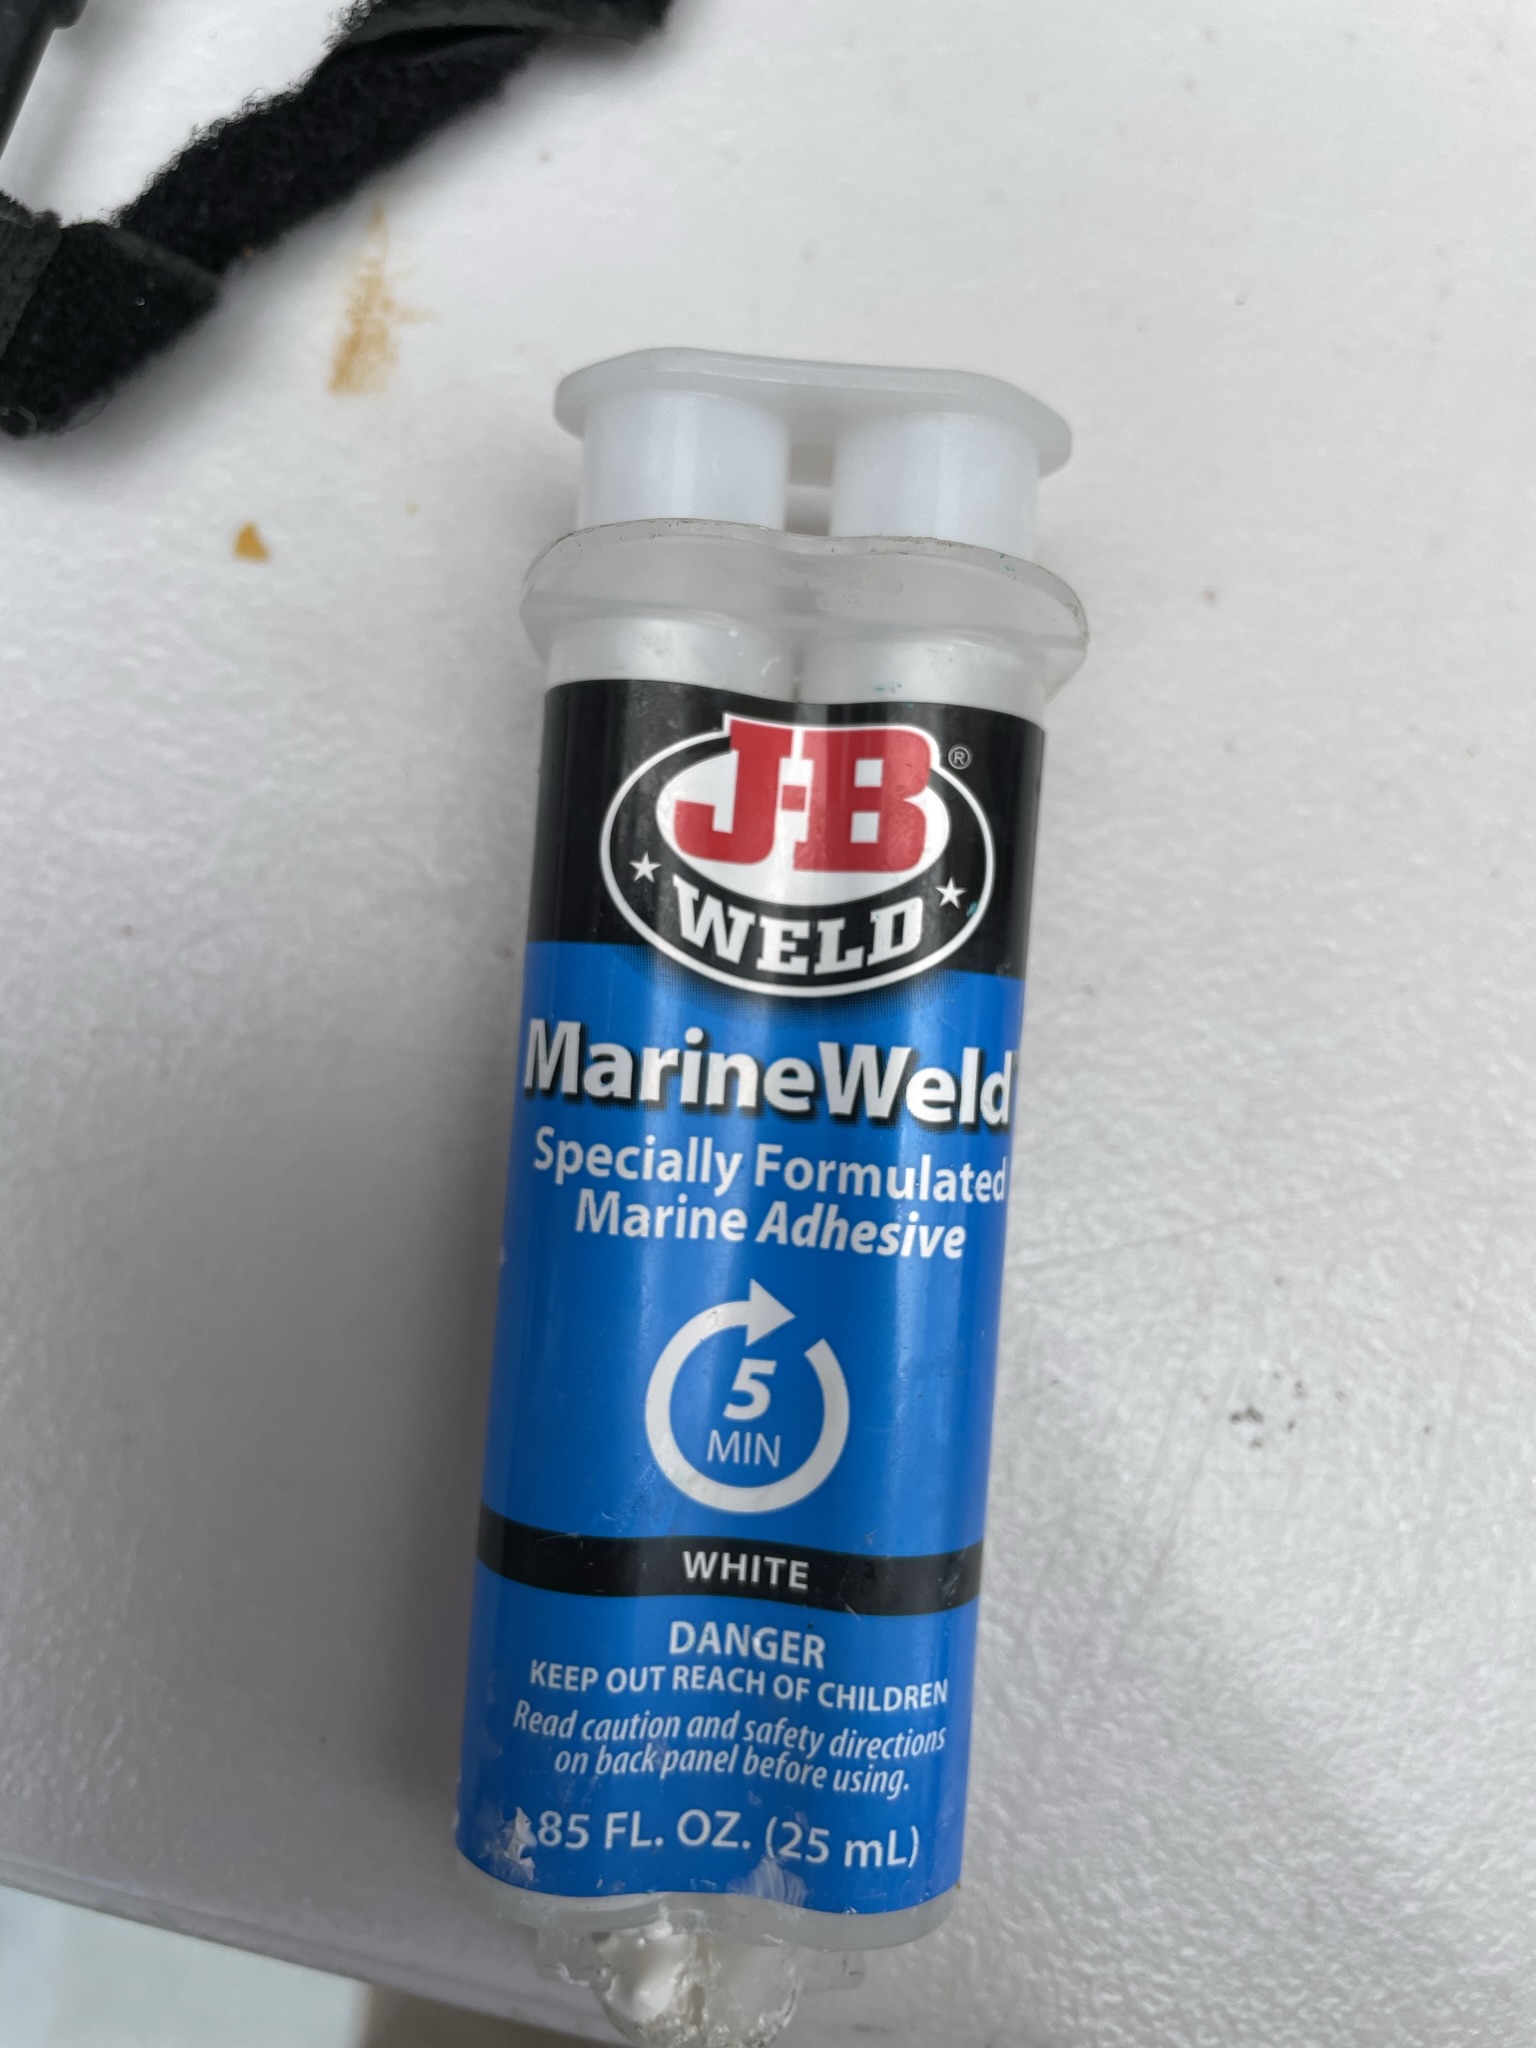 J-B ®
WELD
MarineWeld
Specially Formulated
Marine Adhesive
5
MIN
WHITE
DANGER
KEEP OUT REACH OF CHILDREN
Read caution and safety directions
on back panel before using.
.85 FL. OZ. (25 mL)